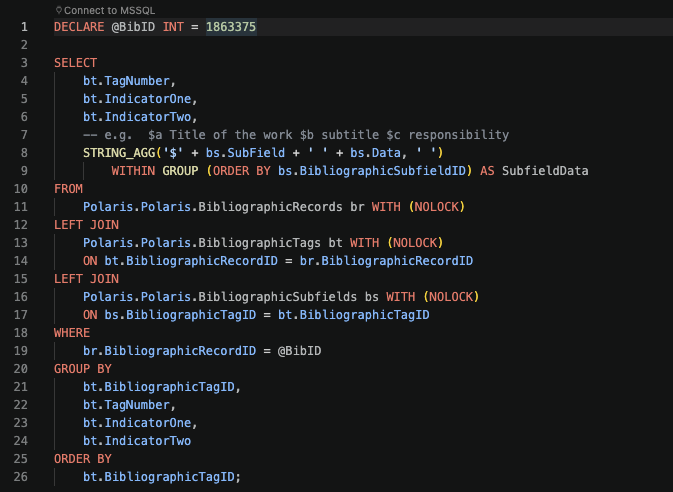 Connect to MSSQL
1 DECLARE @BibID INT = 1863375
2
3 SELECT
4 bt.TagNumber,
5 bt.IndicatorOne,
6 bt.IndicatorTwo,
7 -- e.g.  $a Title of the work $b subtitle $c responsibility
8 STRING_AGG('$' + bs.SubField + ' ' + bs.Data, ' ')
9 WITHIN GROUP (ORDER BY bs.BibliographicSubfieldID) AS SubfieldData
10 FROM
11 Polaris.Polaris.BibliographicRecords br WITH (NOLOCK)
12 LEFT JOIN
13 Polaris.Polaris.BibliographicTags bt WITH (NOLOCK)
14 ON bt.BibliographicRecordID = br.BibliographicRecordID
15 LEFT JOIN
16 Polaris.Polaris.BibliographicSubfields bs WITH (NOLOCK)
17 ON bs.BibliographicTagID = bt.BibliographicTagID
18 WHERE
19 br.BibliographicRecordID = @BibID
20 GROUP BY
21 bt.BibliographicTagID,
22 bt.TagNumber,
23 bt.IndicatorOne,
24 bt.IndicatorTwo
25 ORDER BY
26 bt.BibliographicTagID;